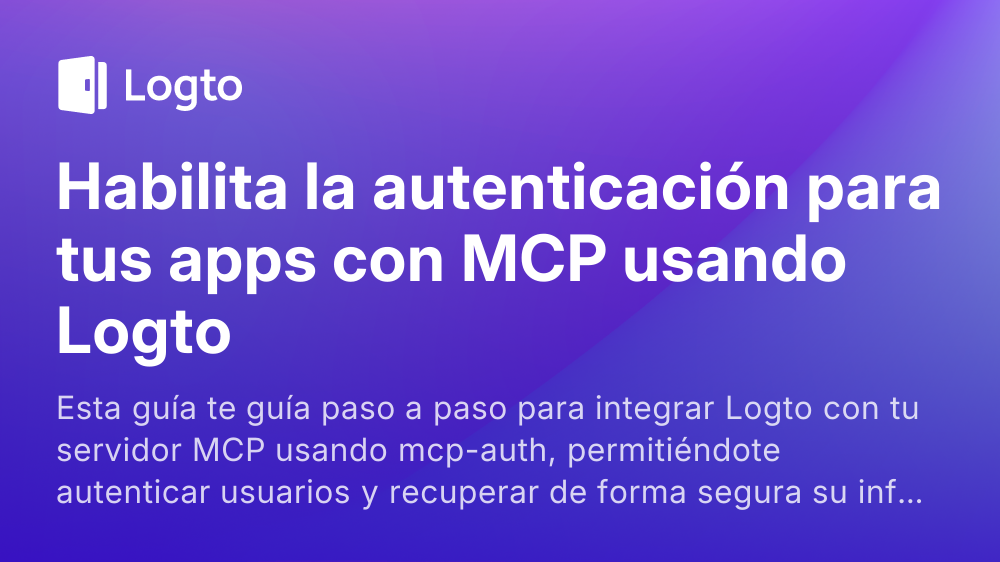 Logto
Habilita la autenticación para
tus apps con MCP usando
Logto
Esta guía te guía paso a paso para integrar Logto con tu
servidor MCP usando mcp-auth, permitiéndote
autenticar usuarios y recuperar de forma segura su inf...